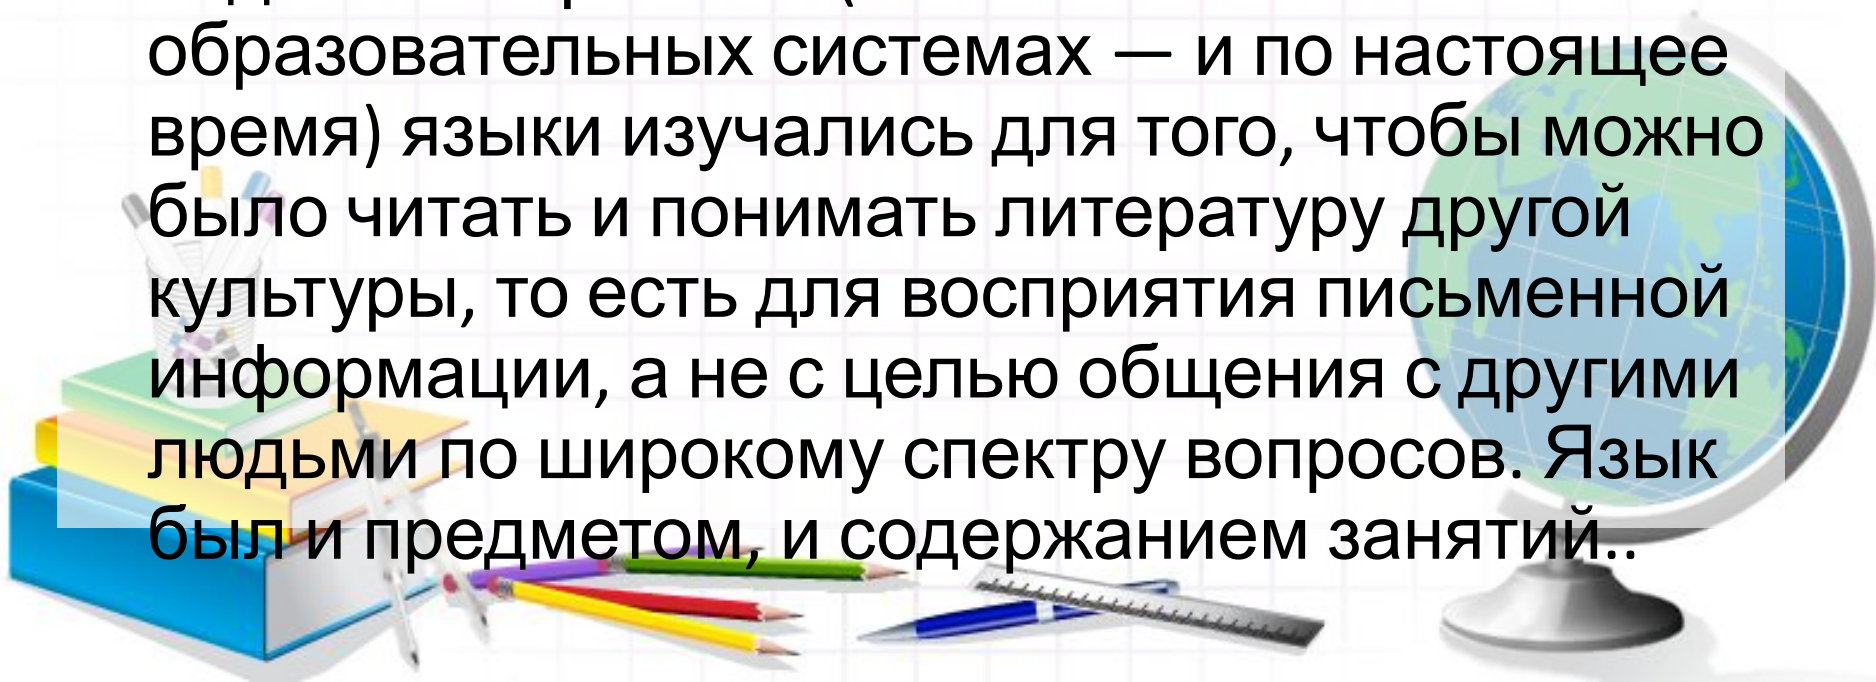 образовательных системах — и по настоящее
время) языки изучались для того, чтобы можно
было читать и понимать литературу другой
культуры, то есть для восприятия письменной
информации, а не с целью общения с другими
людьми по широкому спектру вопросов. Язык
был и предметом, и содержанием занятий..